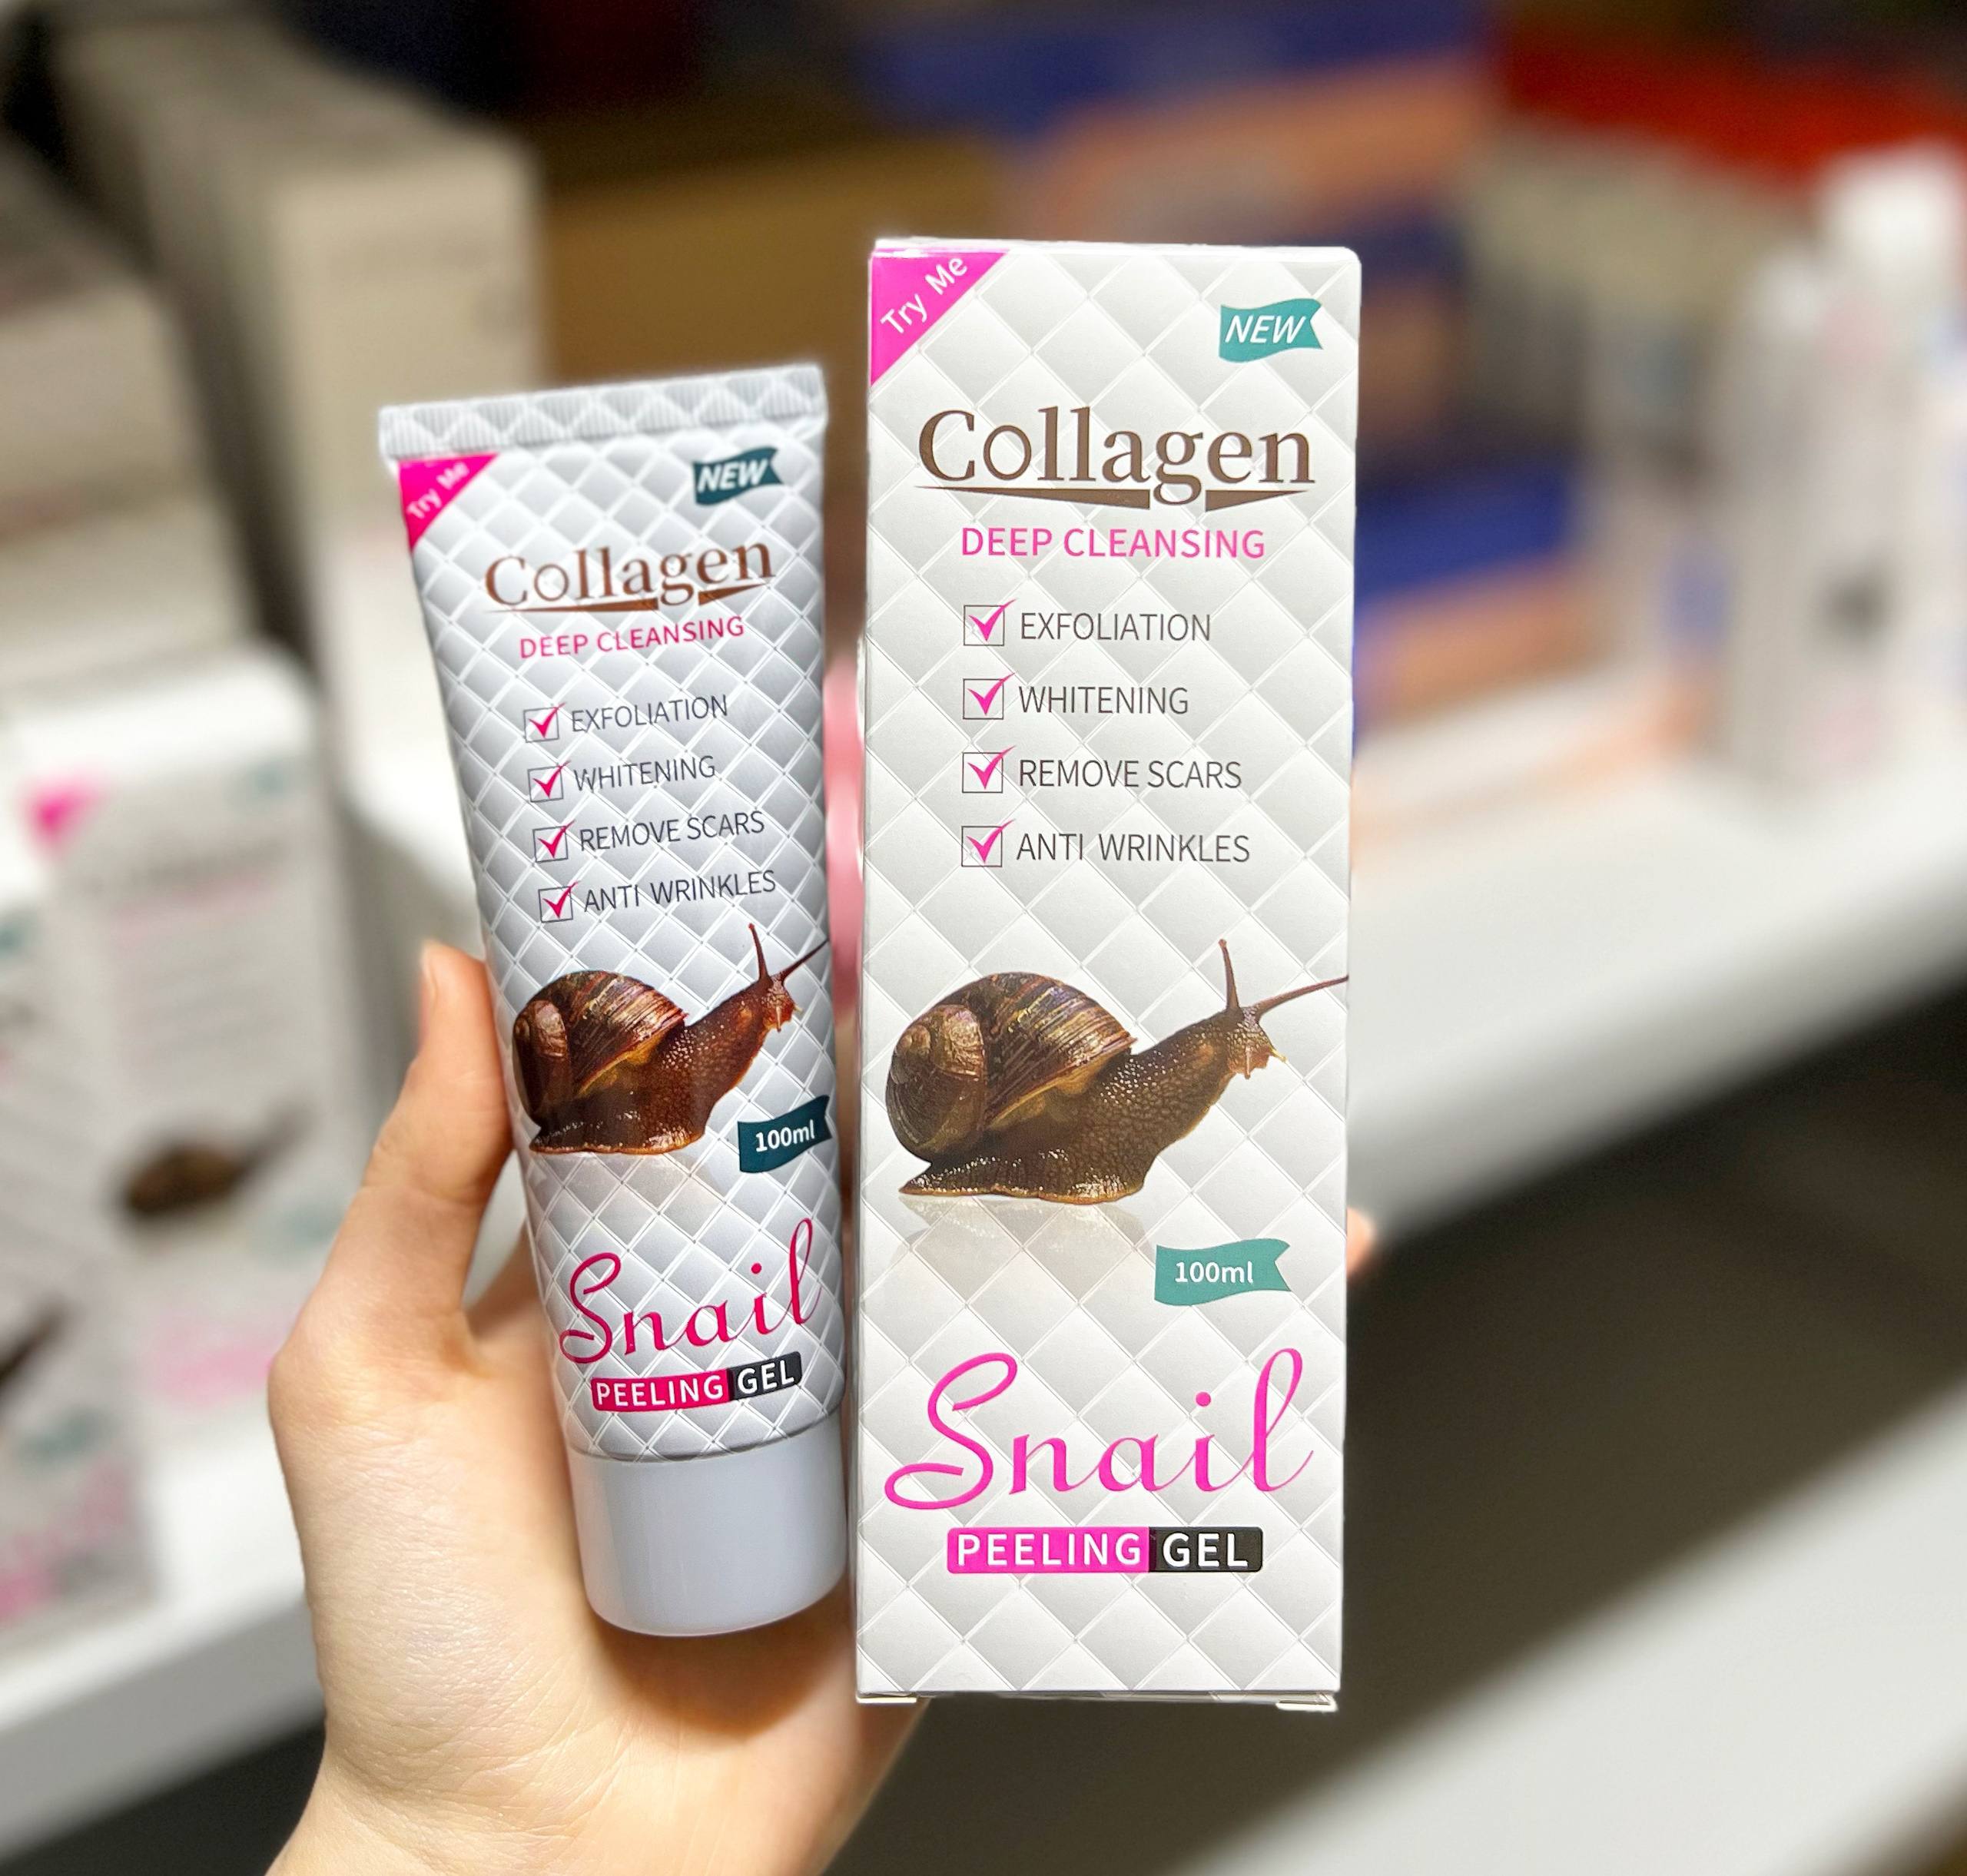 Try Me
NEW
Collagen
DEEP CLEANSING
EXFOLIATION
WHITENING
REMOVE SCARS
ANTI WRINKLES
100ml
Snail
PEELING GEL
Try Me
NEW
Collagen
DEEP CLEANSING
EXFOLIATION
WHITENING
REMOVE SCARS
ANTI WRINKLES
100ml
Snail
PEELING GEL